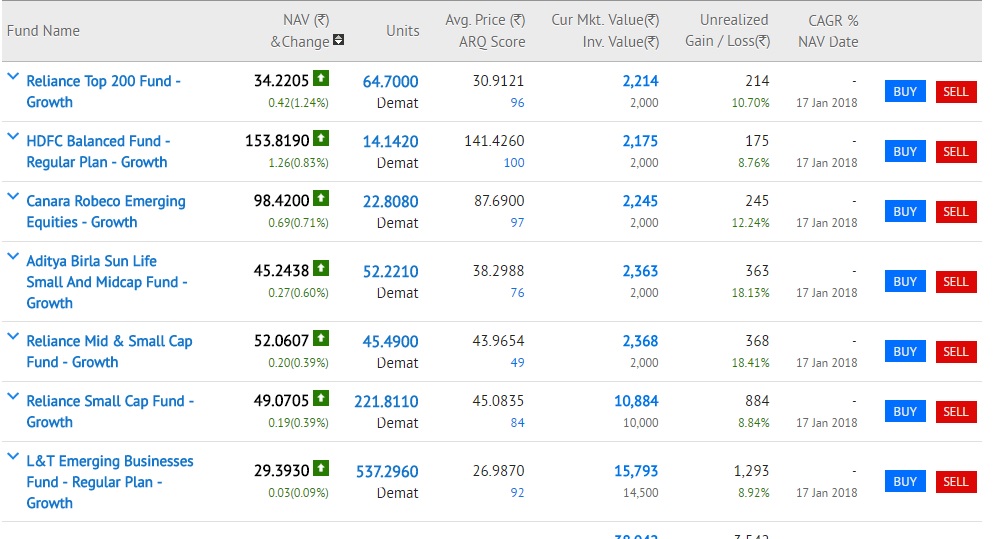 Fund Name NAV (₹) &Change Units Avg. Price (₹) ARQ Score Cur Mkt. Value(₹) Inv. Value(₹) Unrealized Gain / Loss(₹) CAGR % NAV Date
Reliance Top 200 Fund - 34.2205 64.7000 30.9121 2,214 214 - BUY SELL
Growth 0.42(1.24%) Demat 96 2,000 10.70% 17 Jan 2018
HDFC Balanced Fund - 153.8190 14.1420 141.4260 2,175 175 - BUY SELL
Regular Plan - Growth 1.26(0.83%) Demat 100 2,000 8.76% 17 Jan 2018
Canara Robeco Emerging 98.4200 22.8080 87.6900 2,245 245 - BUY SELL
Equities - Growth 0.69(0.71%) Demat 97 2,000 12.24% 17 Jan 2018
Aditya Birla Sun Life
Small And Midcap Fund - 45.2438 52.2210 38.2988 2,363 363 - BUY SELL
Growth 0.27(0.60%) Demat 76 2,000 18.13% 17 Jan 2018
Reliance Mid & Small Cap 52.0607 45.4900 43.9654 2,368 368 - BUY SELL
Fund - Growth 0.20(0.39%) Demat 49 2,000 18.41% 17 Jan 2018
Reliance Small Cap Fund - 49.0705 221.8110 45.0835 10,884 884 - BUY SELL
Growth 0.19(0.39%) Demat 84 10,000 8.84% 17 Jan 2018
L&T Emerging Businesses
Fund - Regular Plan - 29.3930 537.2960 26.9870 15,793 1,293 - BUY SELL
Growth 0.03(0.09%) Demat 92 14,500 8.92% 17 Jan 2018